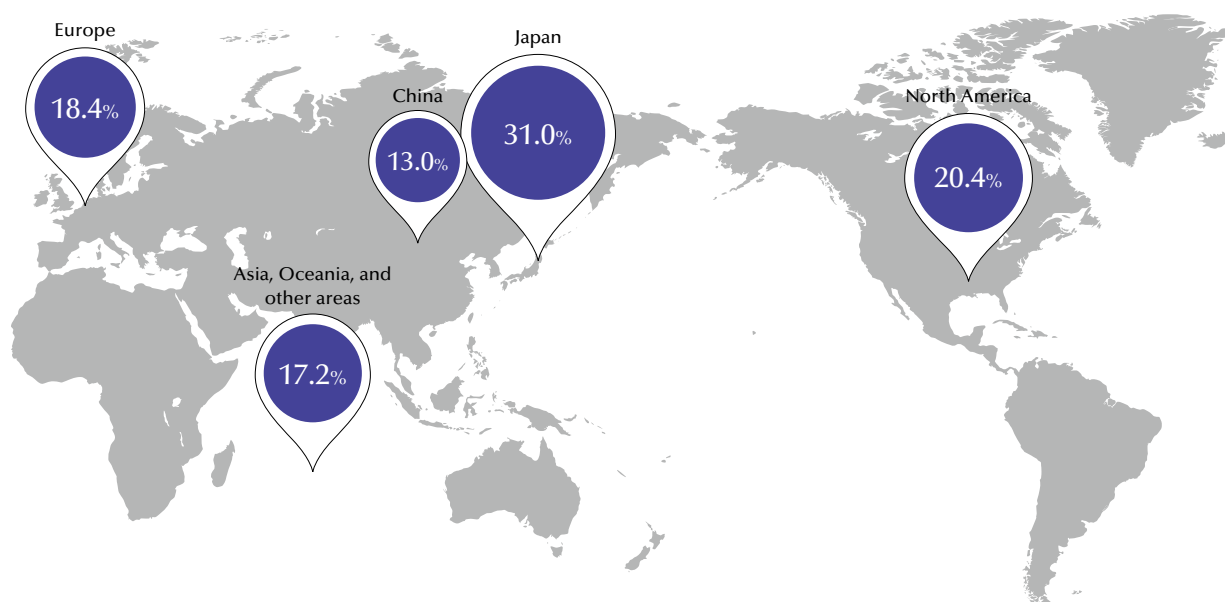 Europe
18.4%
China
13.0%
Japan
31.0%
North America
20.4%
Asia, Oceania, and
other areas
17.2%